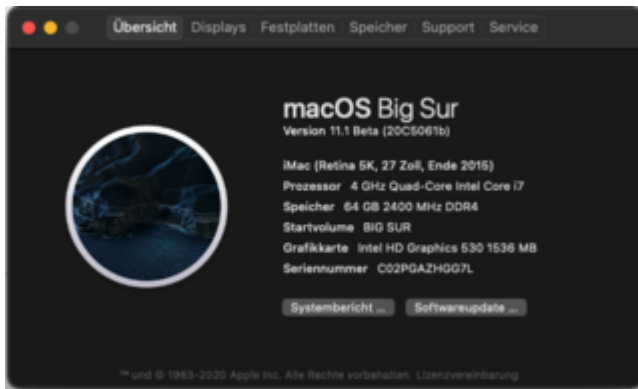 Übersicht Displays Festplatten Speicher Support Service
macOS Big Sur
Version 11.1 Beta (20C5061b)
iMac (Retina 5K, 27 Zoll, Ende 2015)
Prozessor 4 GHz Quad-Core Intel Core i7
Speicher 64 GB 2400 MHz DDR4
Startvolume BIG SUR
Grafikkarte Intel HD Graphics 530 1536 MB
Seriennummer C02PGAZHGG7L
Systembericht ... Softwareupdate ...
™ und © 1983-2020 Apple Inc. Alle Rechte vorbehalten. Lizenzvereinbarung